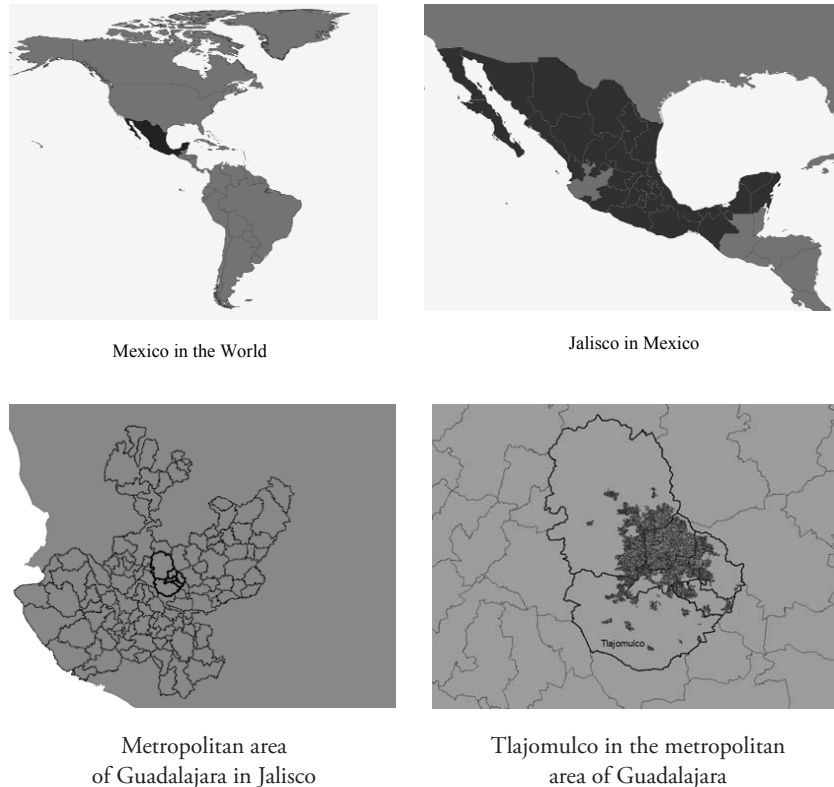 Mexico in the World
Jalisco in Mexico
Tlajomulco
Metropolitan area
of Guadalajara in Jalisco
Tlajomulco in the metropolitan
area of Guadalajara